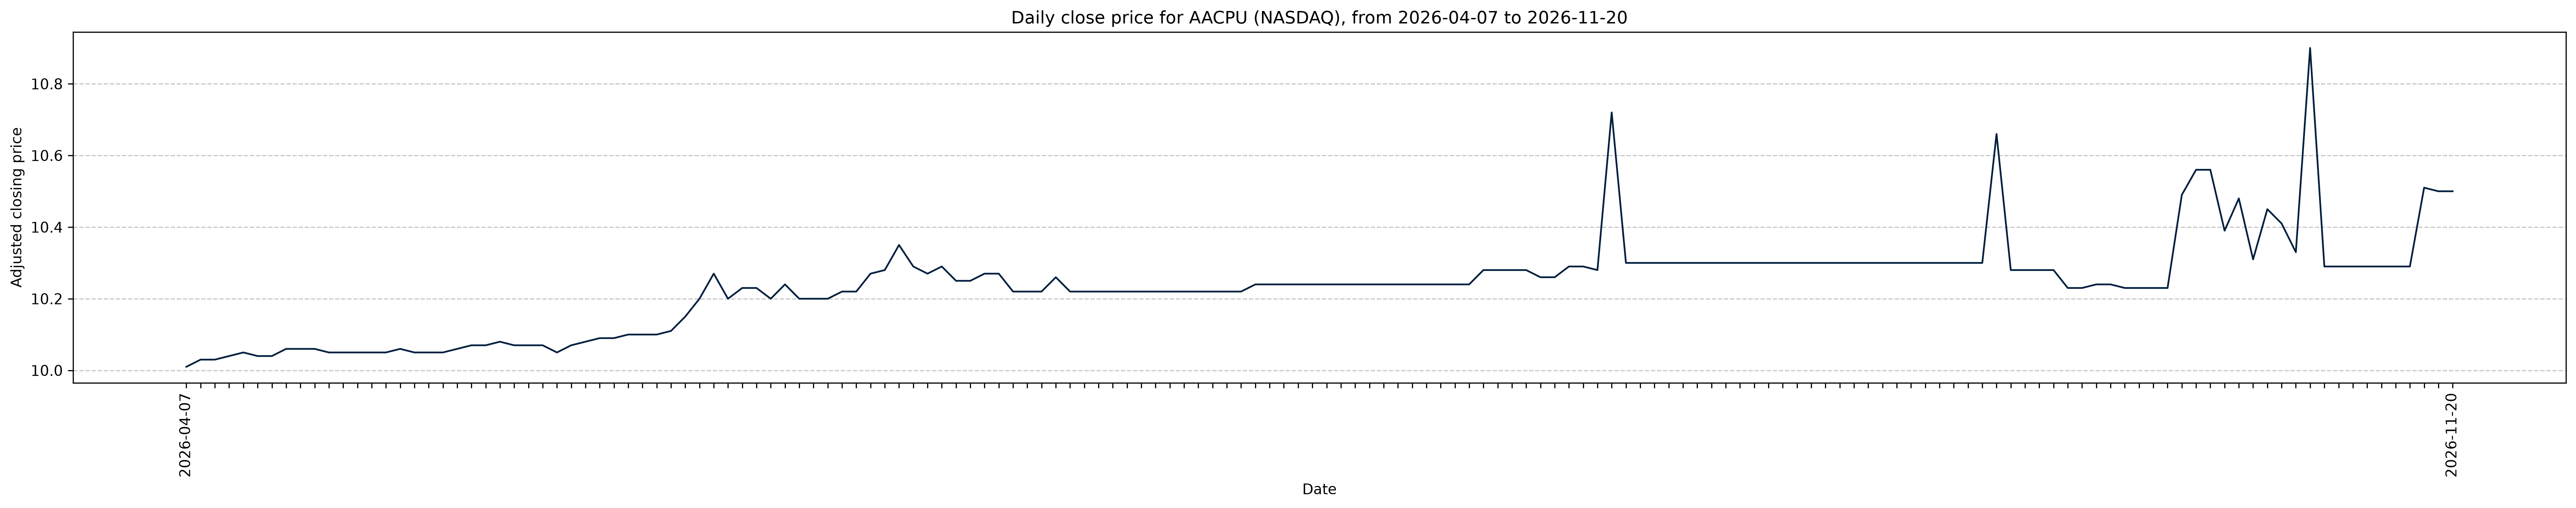 Daily close price for AACPU (NASDAQ), from 2026-04-07 to 2026-11-20
Adjusted closing price
10.8
10.6
10.4
10.2
10.0
2026-04-07
2026-11-20
Date